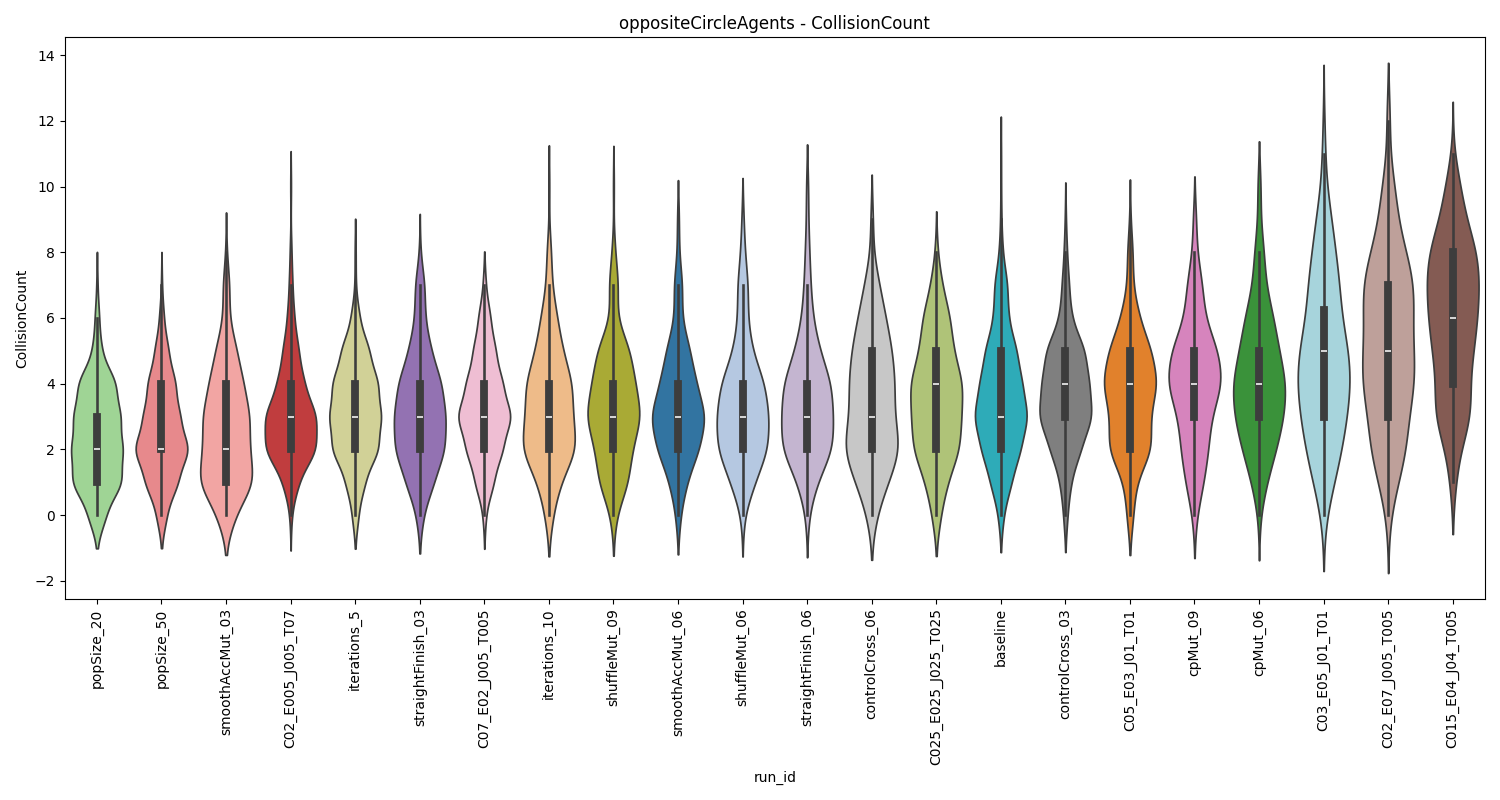 oppositeCircleAgents - CollisionCount
CollisionCount
14
12
10
8
6
4
2
0
−2
popSize_20
popSize_50
smoothAccMut_03
C02_E005_J005_T07
iterations_5
straightFinish_03
C07_E02_J005_T005
iterations_10
shuffleMut_09
smoothAccMut_06
shuffleMut_06
straightFinish_06
controlCross_06
C025_E025_J025_T025
baseline
controlCross_03
C05_E03_J01_T01
cpMut_09
cpMut_06
C03_E05_J01_T01
C02_E07_J005_T005
C015_E04_J04_T005
run_id